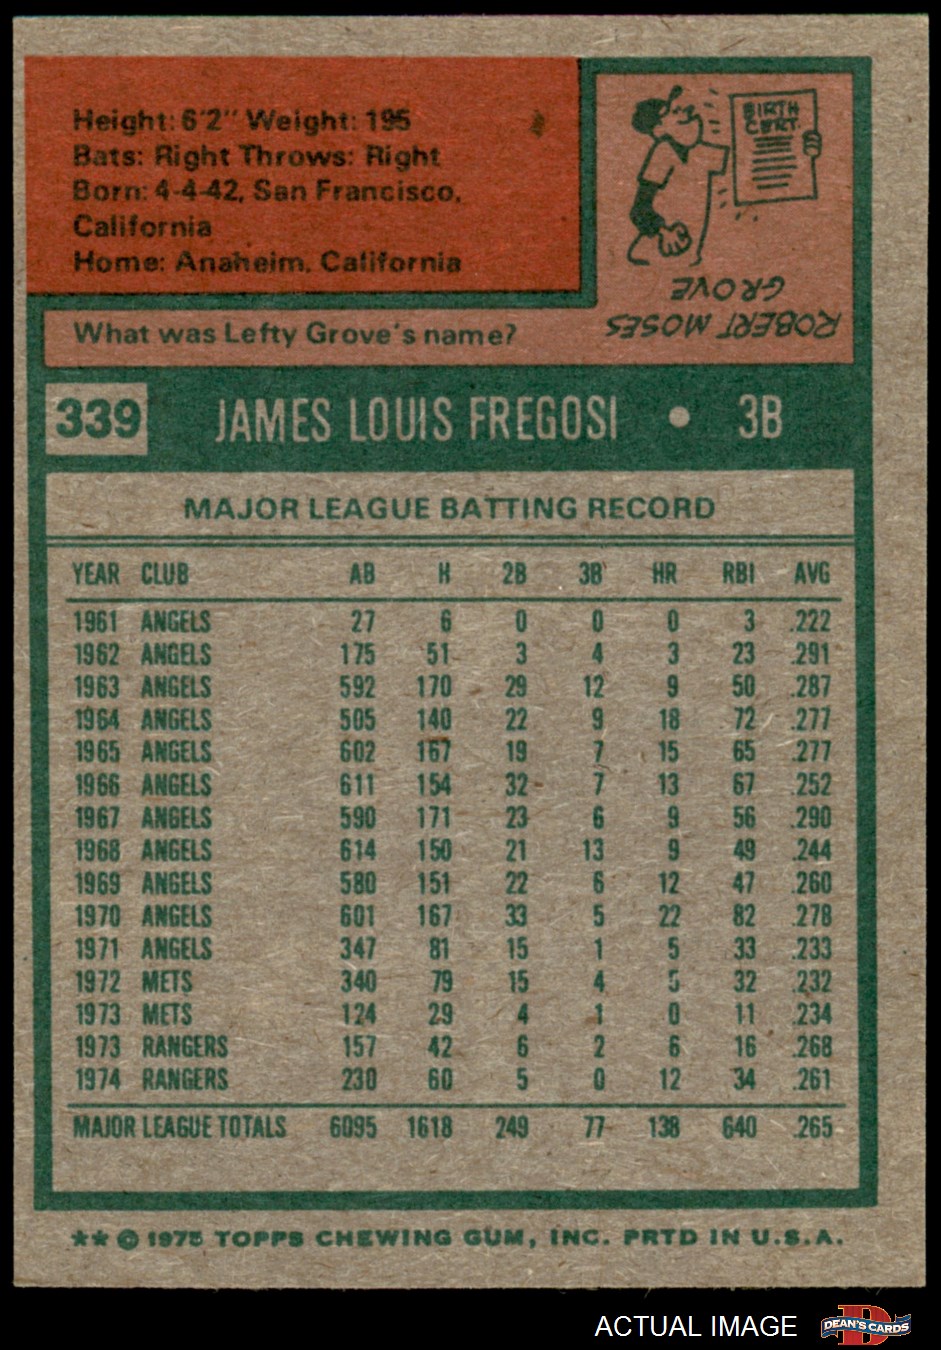 Height: 6'2" Weight: 195
Bats: Right Throws: Right
Born: 4-4-42, San Francisco,
California
Home: Anaheim, California
BIRTH
CERT.
ROBERT MOSES
GROVE
What was Lefty Grove's name?
339 JAMES LOUIS FREGOSI • 3B
MAJOR LEAGUE BATTING RECORD
YEAR CLUB AB H 2B 3B HR RBI AVG
1961 ANGELS 27 6 0 0 0 3 .222
1962 ANGELS 175 51 3 4 3 23 .291
1963 ANGELS 592 170 29 12 9 50 .287
1964 ANGELS 505 140 22 9 18 72 .277
1965 ANGELS 602 167 19 7 15 65 .277
1966 ANGELS 611 154 32 7 13 67 .252
1967 ANGELS 590 171 23 6 9 56 .290
1968 ANGELS 614 150 21 13 9 49 .244
1969 ANGELS 580 151 22 6 12 47 .260
1970 ANGELS 601 167 33 5 22 82 .278
1971 ANGELS 347 81 15 1 5 33 .233
1972 METS 340 79 15 4 5 32 .232
1973 METS 124 29 4 1 0 11 .234
1973 RANGERS 157 42 6 2 6 16 .268
1974 RANGERS 230 60 5 0 12 34 .261
MAJOR LEAGUE TOTALS 6095 1618 249 77 138 640 .265
** © 1975 TOPPS CHEWING GUM, INC. PRTD IN U.S.A.
ACTUAL IMAGE
D
DEAN'S CARDS